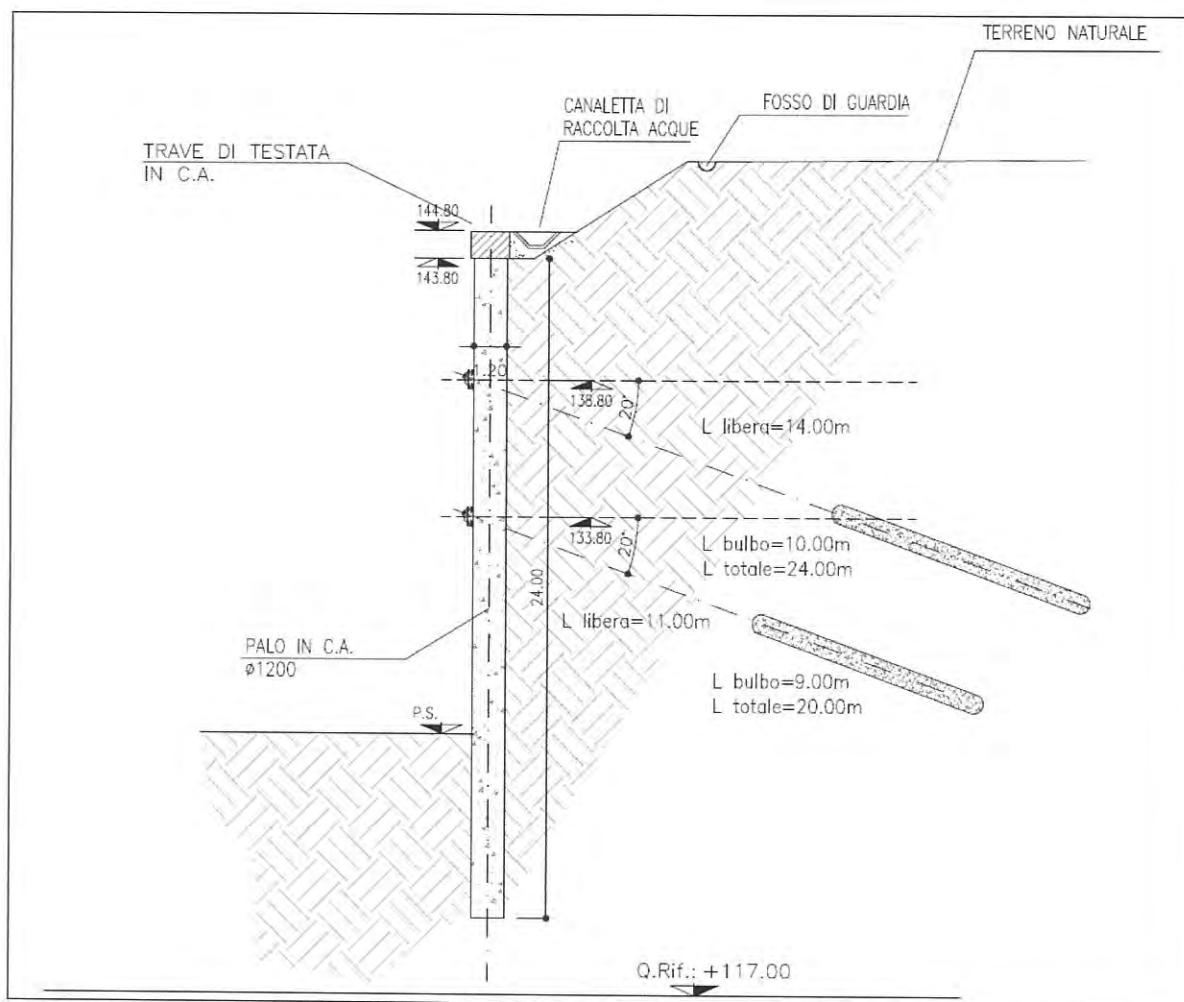 TERRENO NATURALE
CANALETTA DI
RACCOLTA ACQUE
FOSSO DI GUARDIA
TRAVE DI TESTATA
IN C.A.
144.80
143.80
1.20
138.80
20°
L libera=14.00m
133.80
20°
L bulbo=10.00m
L totale=24.00m
24.00
L libera=11.00m
PALO IN C.A.
ø1200
L bulbo=9.00m
L totale=20.00m
P.S.
Q.Rif.: +117.00